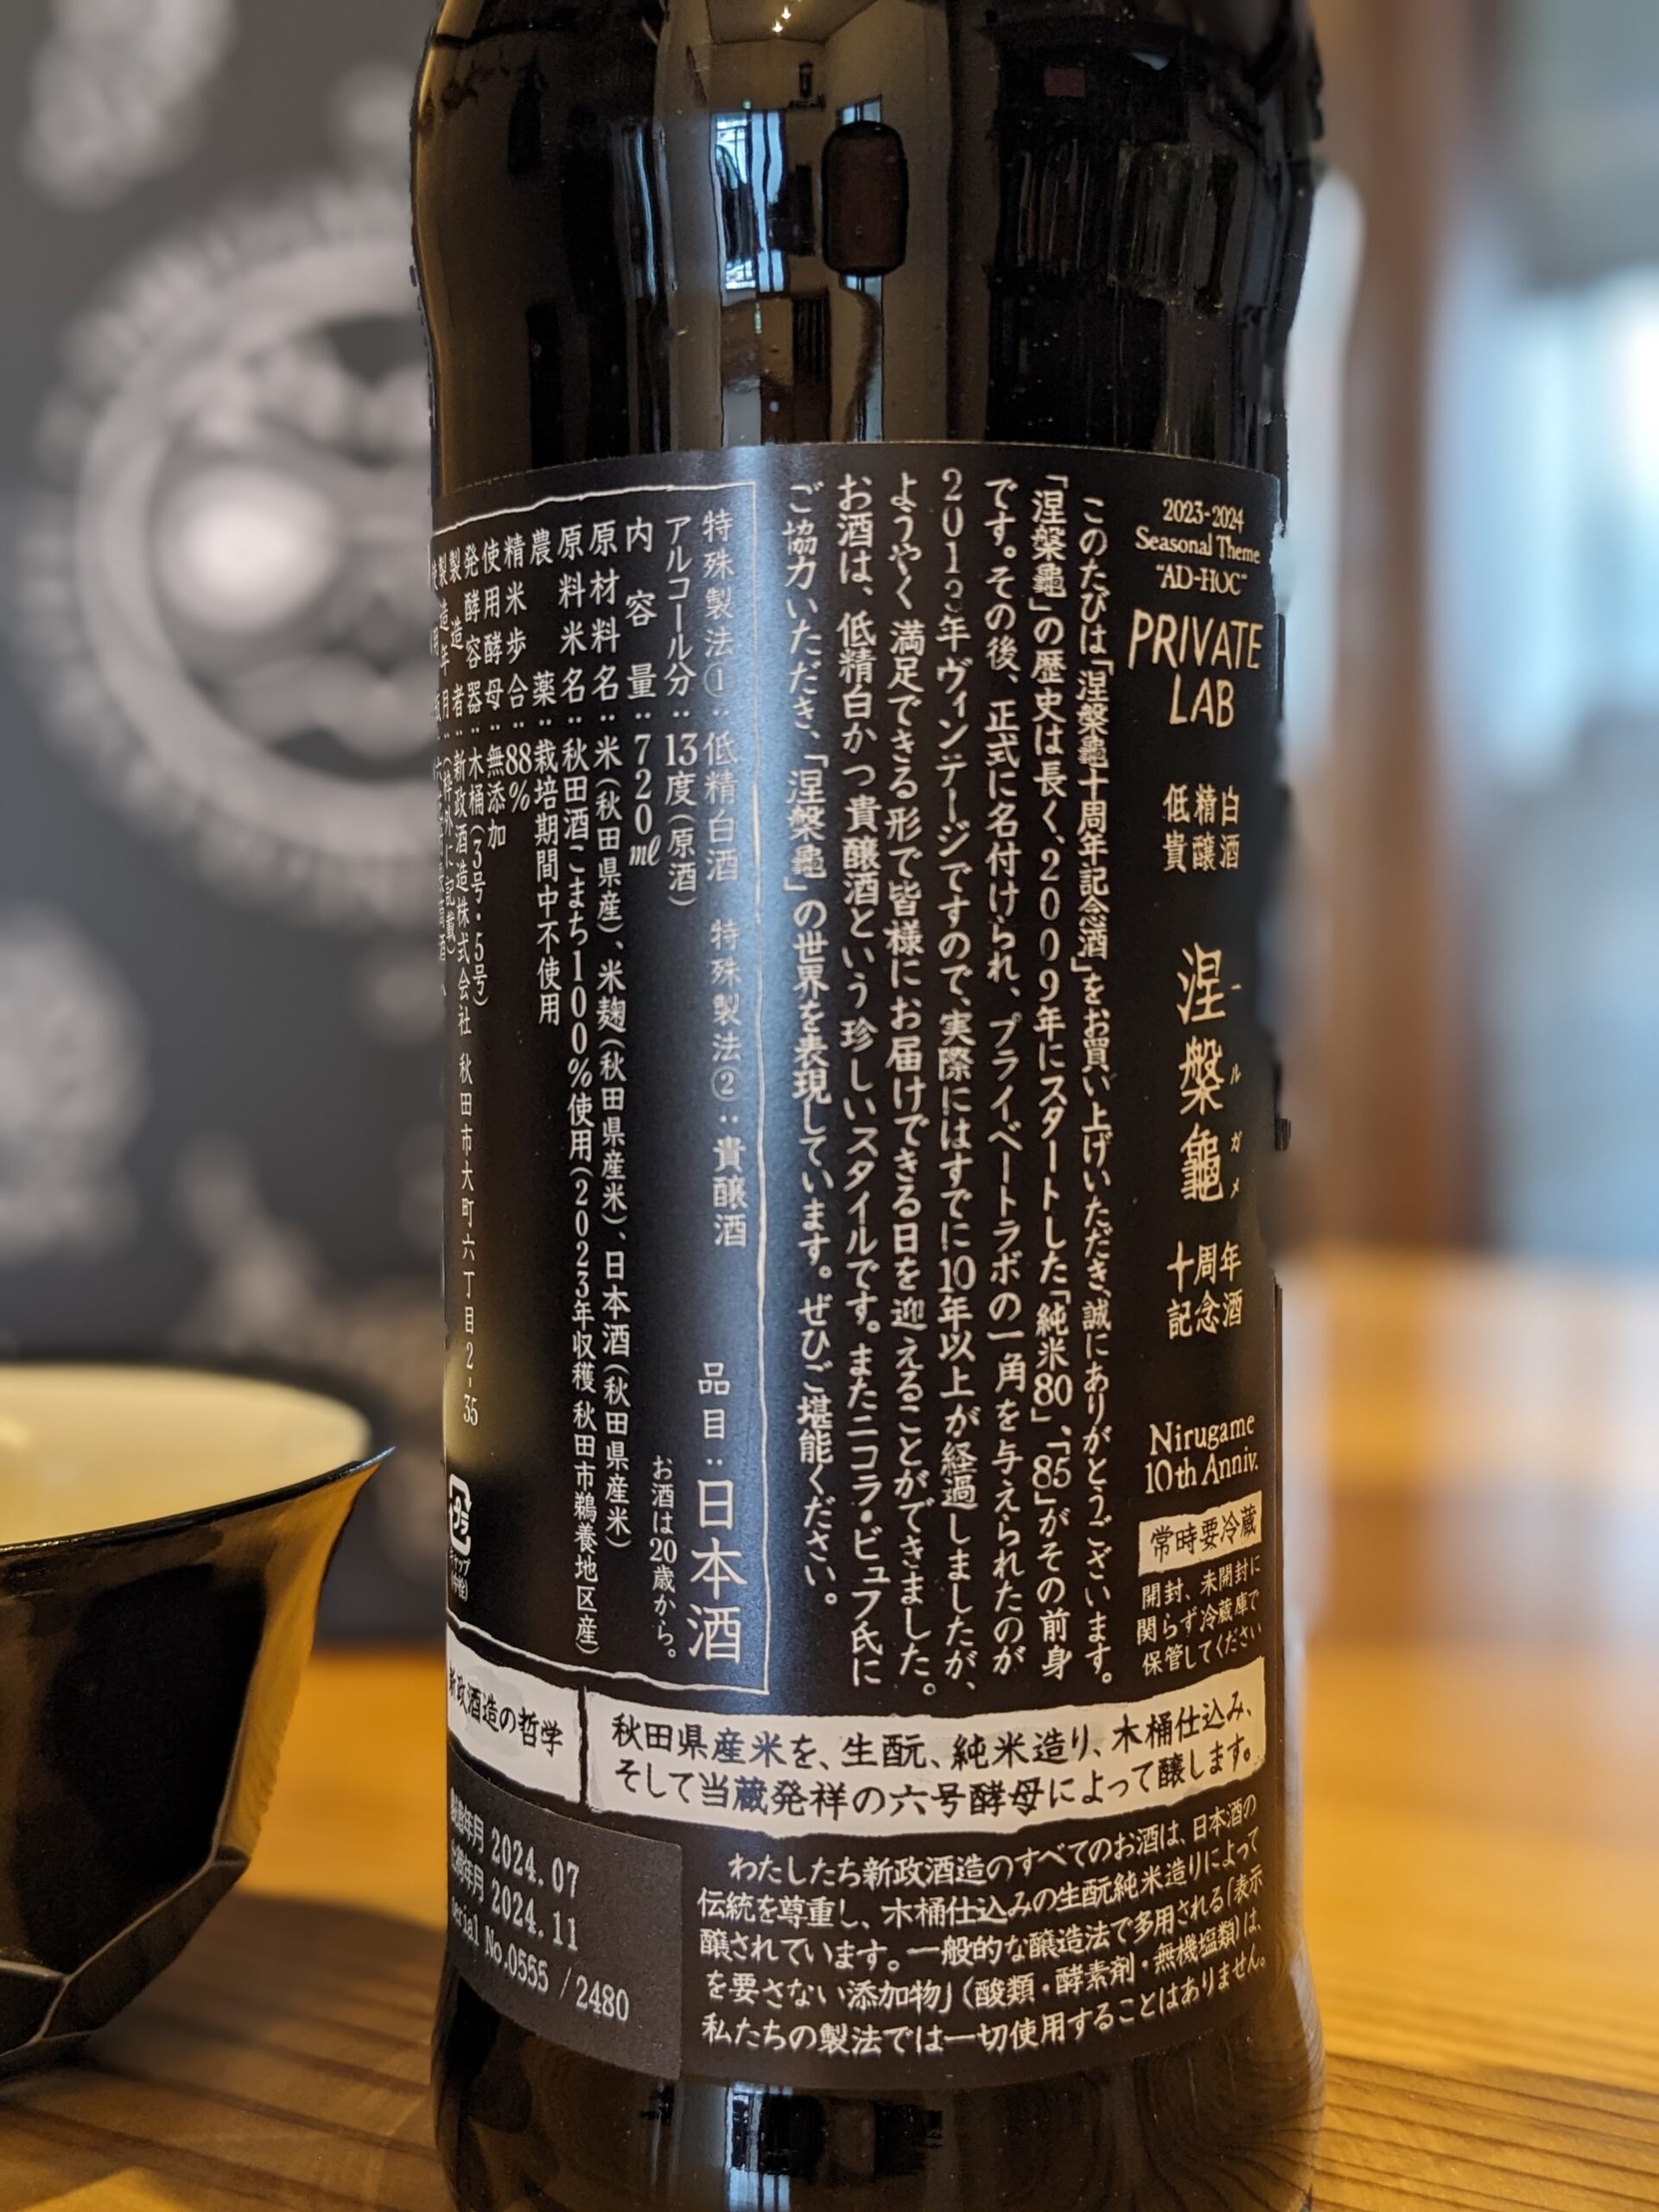 2023-2024
Seasonal Theme
"AD-HOC"
PRIVATE
LAB
低精白
貴醸酒
涅槃龜
ニルガメ
十周年
記念酒
Nirugame
10th Anniv.
常時要冷蔵
開封、未開封に
関らず冷蔵庫で
保管してください
このたびは「涅槃龜十周年記念酒」をお買い上げいただき、誠にありがとうございます。
「涅槃龜」の歴史は長く、2009年にスタートした「純米80」、「85」がその前身
です。その後、正式に名付けられ、プライベートラボの一角を与えられたのが
2013年ヴィンテージですので、実際にはすでに10年以上が経過しましたが、
ようやく満足できる形で皆様にお届けできる日を迎えることができました。
お酒は、低精白かつ貴醸酒という珍しいスタイルです。またニコラ・ビュフ氏に
ご協力いただき、「涅槃龜」の世界を表現しています。ぜひご堪能ください。
特殊製法①:低精白酒 特殊製法②:貴醸酒
品目:日本酒
アルコール分:13度(原酒)
お酒は20歳から。
内容量:720ml
原材料名:米(秋田県産)、米麹(秋田県産米)、日本酒(秋田県産米)
原料米名:秋田酒こまち100%使用(2023年収穫 秋田市鵜養地区産)
農薬:栽培期間中不使用
精米歩合:88%
使用酵母:無添加
発酵容器:木桶(3号・5号)
製造者:新政酒造株式会社 秋田市大町六丁目2-35
製造年月:(枠外に記載)
キャップ
新政酒造の哲学
秋田県産米を、生酛、純米造り、木桶仕込み、
そして当蔵発祥の六号酵母によって醸します。
わたしたち新政酒造のすべてのお酒は、日本酒の
伝統を尊重し、木桶仕込みの生酛純米造りによって
醸されています。一般的な醸造法で多用される「表示
を要さない添加物」(酸類・酵素剤・無機塩類)は、
私たちの製法では一切使用することはありません。
年月 2024.07
年月 2024.11
Serial No.0555 / 2480